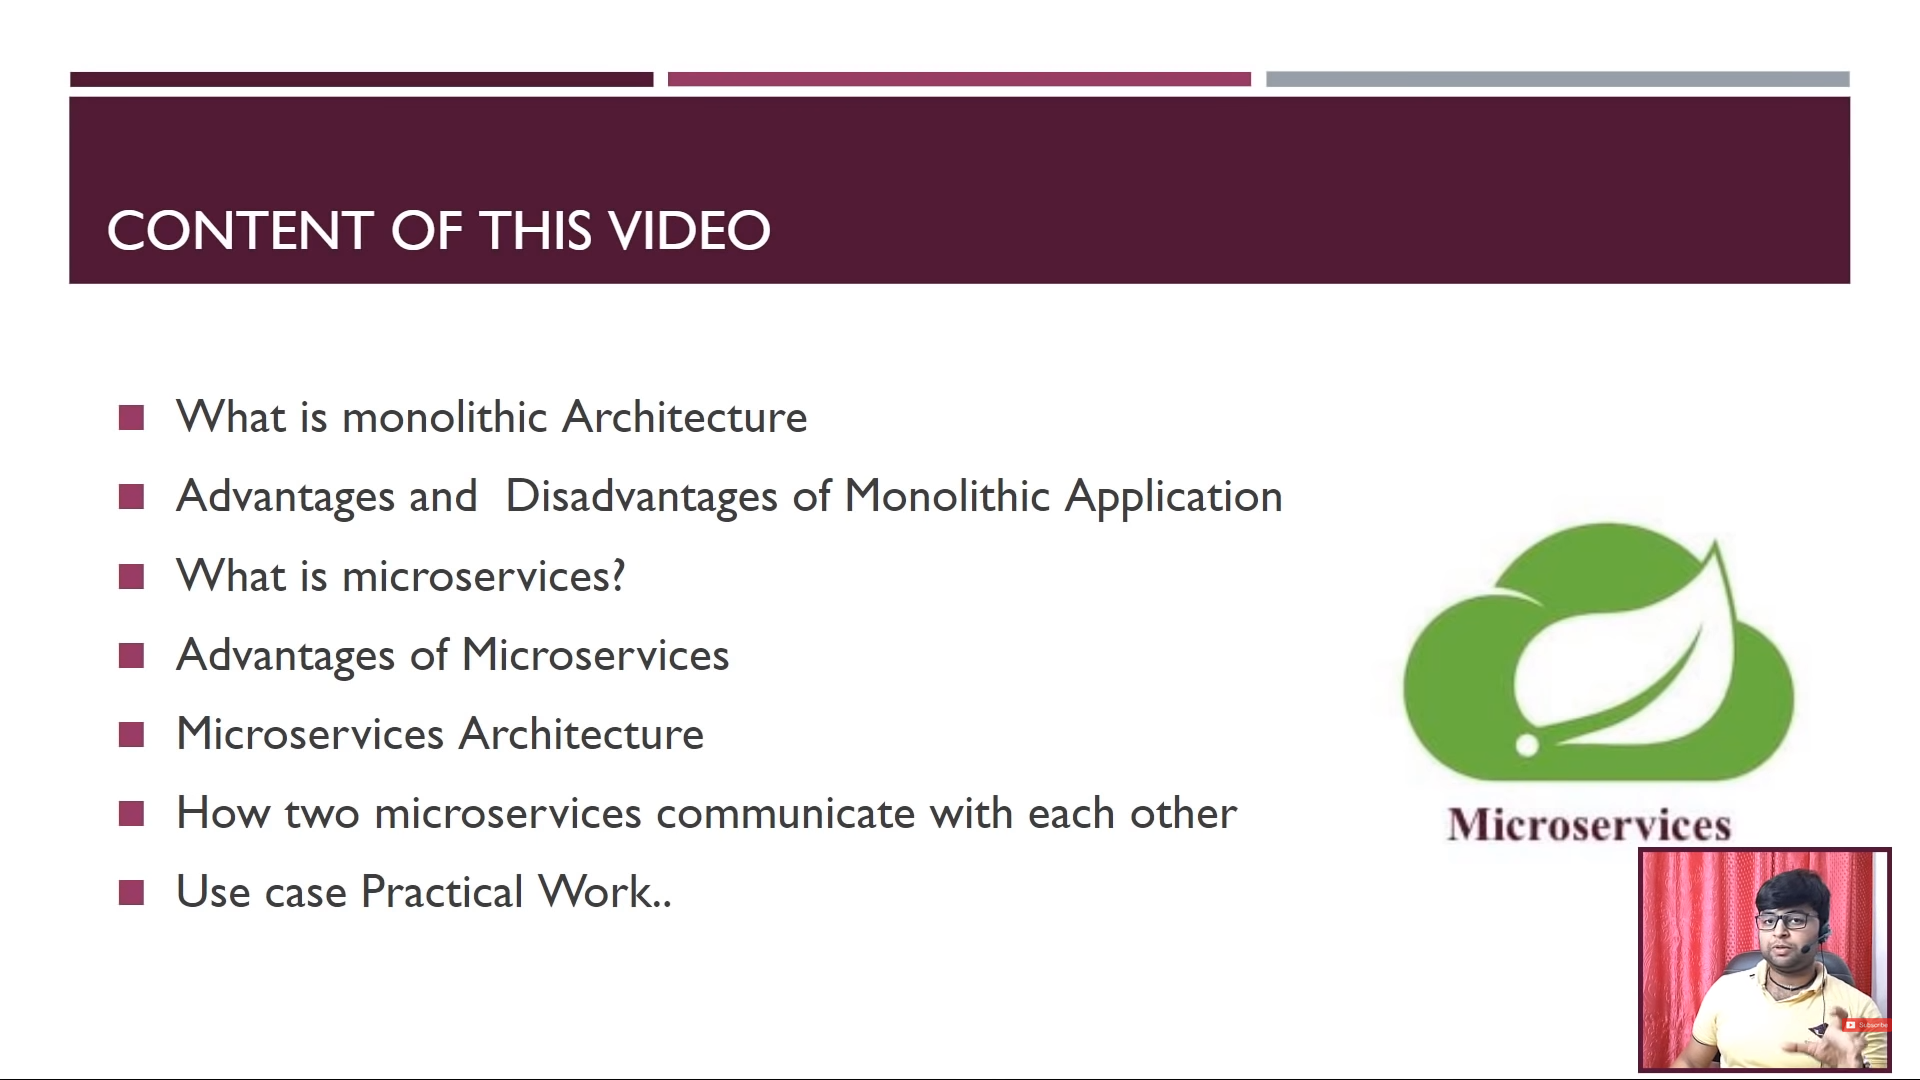 CONTENT OF THIS VIDEO
What is monolithic Architecture
Advantages and  Disadvantages of Monolithic Application
What is microservices?
Advantages of Microservices
Microservices Architecture
How two microservices communicate with each other
Use case Practical Work..
Microservices
Subscribe